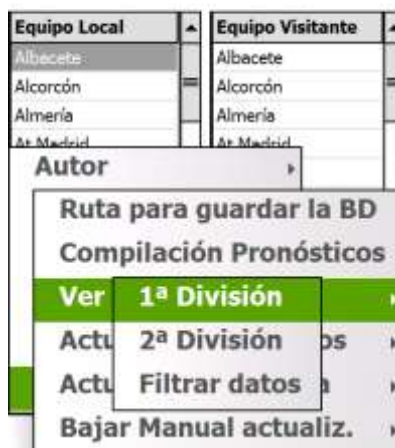 Equipo Local
Equipo Visitante
Albacete
Albacete
Alcorcón
Alcorcón
Almería
Almería
At Madrid
At Madrid
Autor
Ruta para guardar la BD
Compilación Pronósticos
Ver
1ª División
Actu
2ª División
os
Actu
Filtrar datos
a
Bajar Manual actualiz.